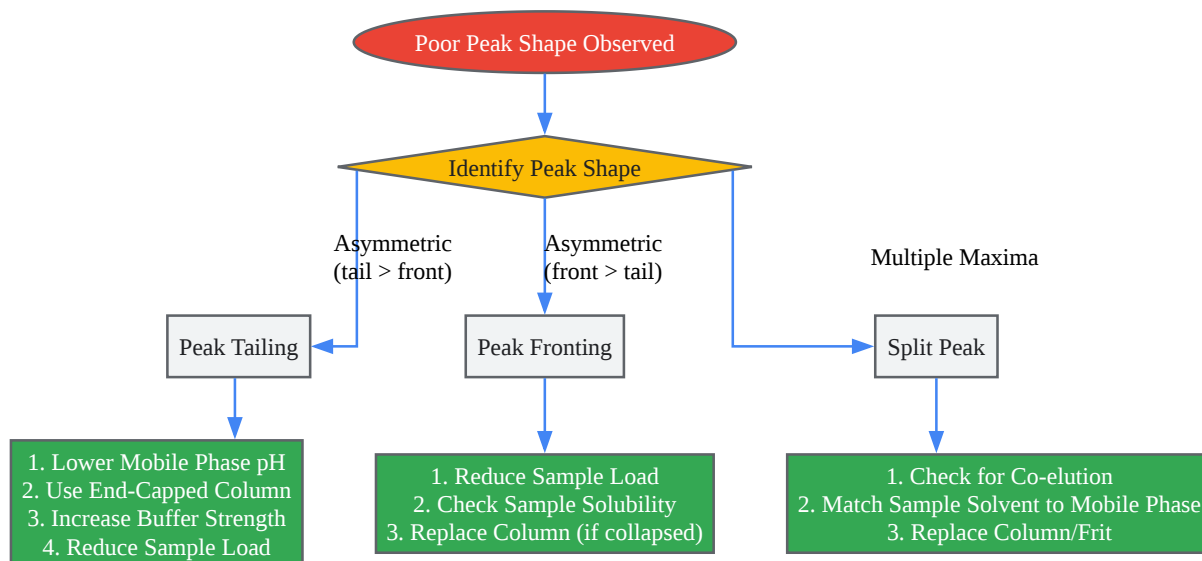 Poor Peak Shape Observed
Identify Peak Shape
Asymmetric
(tail > front)
Asymmetric
(front > tail)
Multiple Maxima
Peak Tailing
Peak Fronting
Split Peak
1. Lower Mobile Phase pH
2. Use End-Capped Column
3. Increase Buffer Strength
4. Reduce Sample Load
1. Reduce Sample Load
2. Check Sample Solubility
3. Replace Column (if collapsed)
1. Check for Co-elution
2. Match Sample Solvent to Mobile Phase
3. Replace Column/Frit